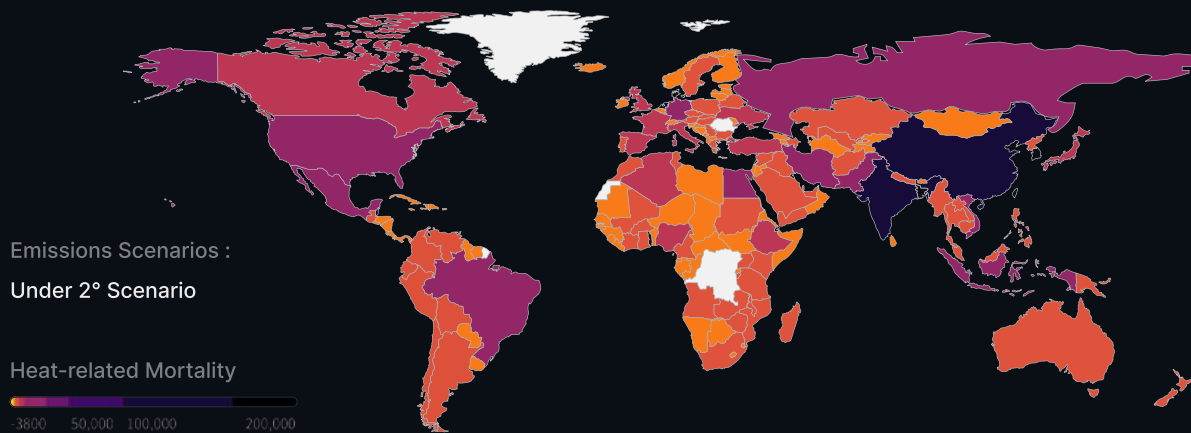 Emissions Scenarios :
Under 2° Scenario
Heat-related Mortality
-3800 50,000 100,000 200,000